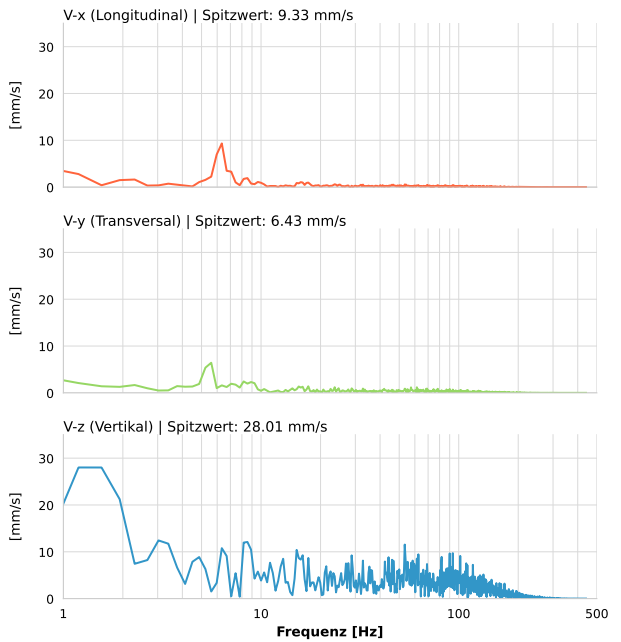 V-x (Longitudinal) | Spitzwert: 9.33 mm/s
30
20
10
0
[mm/s]
V-y (Transversal) | Spitzwert: 6.43 mm/s
30
20
10
0
[mm/s]
V-z (Vertikal) | Spitzwert: 28.01 mm/s
30
20
10
0
[mm/s]
1 10 100 500
Frequenz [Hz]